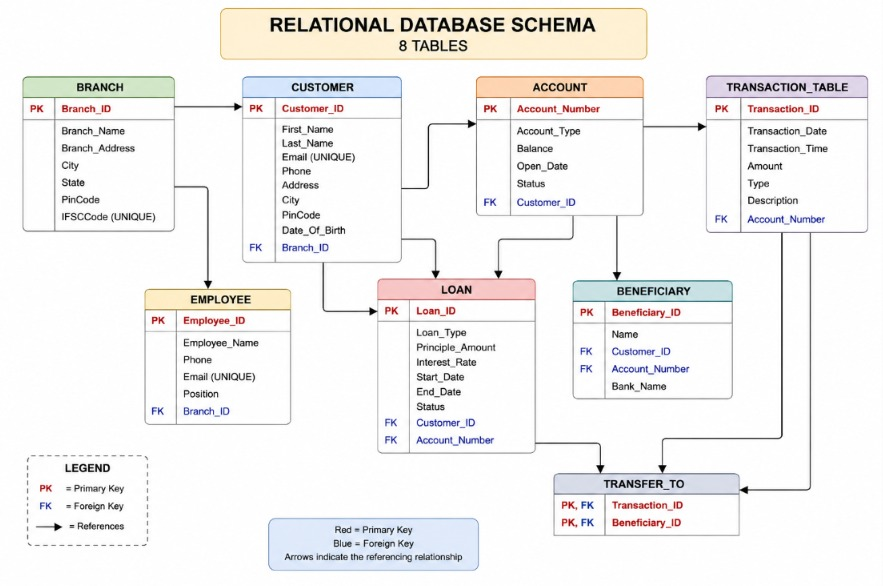 RELATIONAL DATABASE SCHEMA
8 TABLES
BRANCH
PK Branch_ID
Branch_Name
Branch_Address
City
State
PinCode
IFSCCode (UNIQUE)
CUSTOMER
PK Customer_ID
First_Name
Last_Name
Email (UNIQUE)
Phone
Address
City
PinCode
Date_Of_Birth
FK Branch_ID
ACCOUNT
PK Account_Number
Account_Type
Balance
Open_Date
Status
FK Customer_ID
TRANSACTION_TABLE
PK Transaction_ID
Transaction_Date
Transaction_Time
Amount
Type
Description
FK Account_Number
EMPLOYEE
PK Employee_ID
Employee_Name
Phone
Email (UNIQUE)
Position
FK Branch_ID
LOAN
PK Loan_ID
Loan_Type
Principle_Amount
Interest_Rate
Start_Date
End_Date
Status
FK Customer_ID
FK Account_Number
BENEFICIARY
PK Beneficiary_ID
Name
FK Customer_ID
FK Account_Number
Bank_Name
LEGEND
PK = Primary Key
FK = Foreign Key
= References
Red = Primary Key
Blue = Foreign Key
Arrows indicate the referencing relationship
TRANSFER_TO
PK, FK Transaction_ID
PK, FK Beneficiary_ID